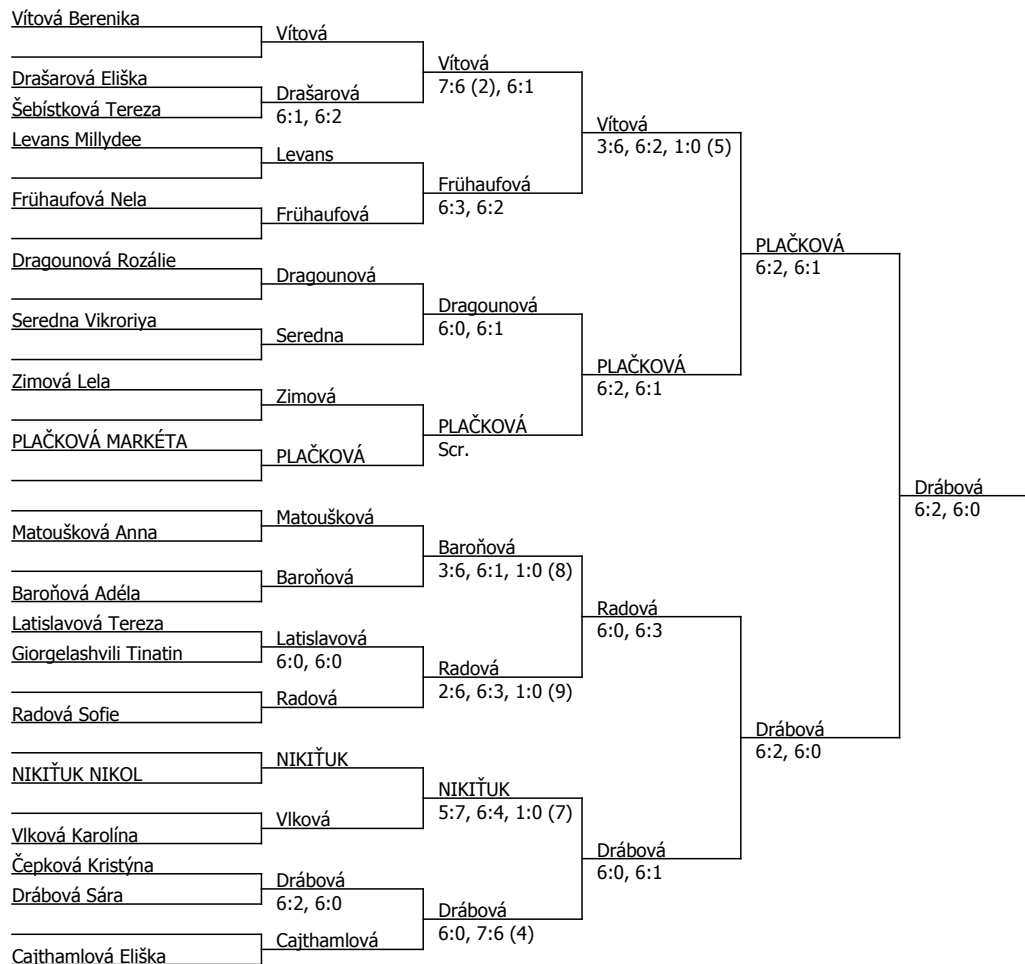 Vítová Berenika
Drašarová Eliška
Šebístková Tereza
Levans Millydee
Frühaufová Nela
Dragounová Rozálie
Seredna Vikroriya
Zimová Lela
PLAČKOVÁ MARKÉTA
Matoušková Anna
Baroňová Adéla
Latislavová Tereza
Giorgelashvili Tinatin
Radová Sofie
NIKIŤUK NIKOL
Vlková Karolína
Čepková Kristýna
Drábová Sára
Cajthamlová Eliška
Vítová
Drašarová
6:1, 6:2
Levans
Frühaufová
Dragounová
Seredna
Zimová
PLAČKOVÁ
Matoušková
Baroňová
Latislavová
6:0, 6:0
Radová
NIKIŤUK
Vlková
Drábová
6:2, 6:0
Cajthamlová
Vítová
7:6 (2), 6:1
Frühaufová
6:3, 6:2
Dragounová
6:0, 6:1
PLAČKOVÁ
Scr.
Baroňová
3:6, 6:1, 1:0 (8)
Radová
2:6, 6:3, 1:0 (9)
NIKIŤUK
5:7, 6:4, 1:0 (7)
Drábová
6:0, 7:6 (4)
Vítová
3:6, 6:2, 1:0 (5)
PLAČKOVÁ
6:2, 6:1
Radová
6:0, 6:3
Drábová
6:0, 6:1
PLAČKOVÁ
6:2, 6:1
Drábová
6:2, 6:0
Drábová
6:2, 6:0